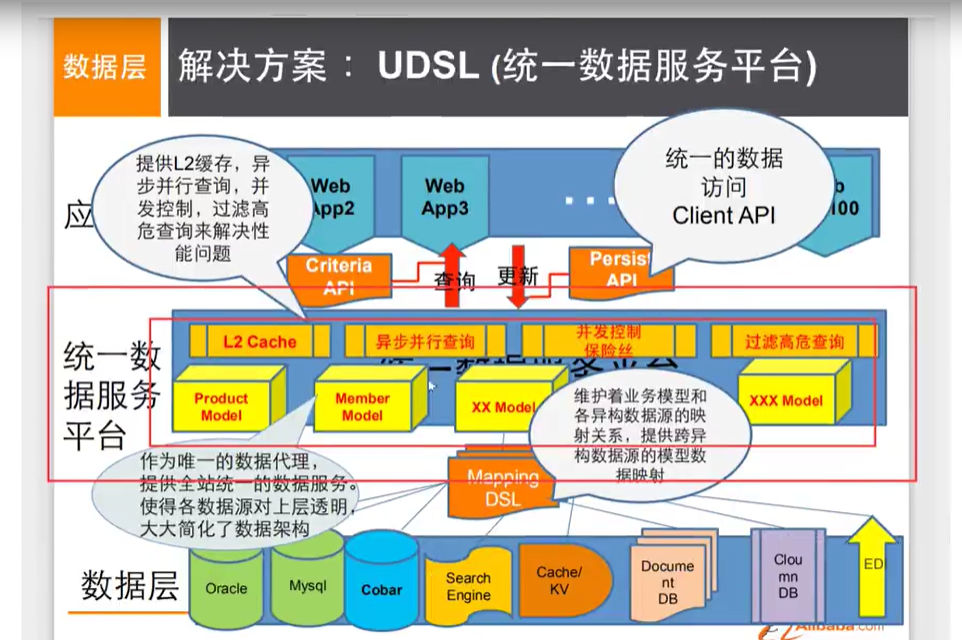 数据层
解决方案： UDSL (统一数据服务平台)
提供L2缓存，异
步并行查询，并
发控制，过滤高
危查询来解决性
能问题
统一的数据
访问
Client API
应
Web
App2
Web
App3
100
Criteria
API
查询
更新
Persist
API
统一数
据服务
平台
L2 Cache
异步并行查询
并发控制
保险丝
过滤高危查询
Product
Model
Member
Model
XX Model
XXX Model
维护着业务模型和
各异构数据源的映
射关系，提供跨异
构数据源的模型数
据映射
作为唯一的数据代理，
提供全站统一的数据服务。
使得各数据源对上层透明，
大大简化了数据架构
Mapping
DSL
数据层
Oracle
Mysql
Cobar
Search
Engine
Cache/
KV
Docume
nt
DB
Clou
mn
DB
ED
Alibaba.com